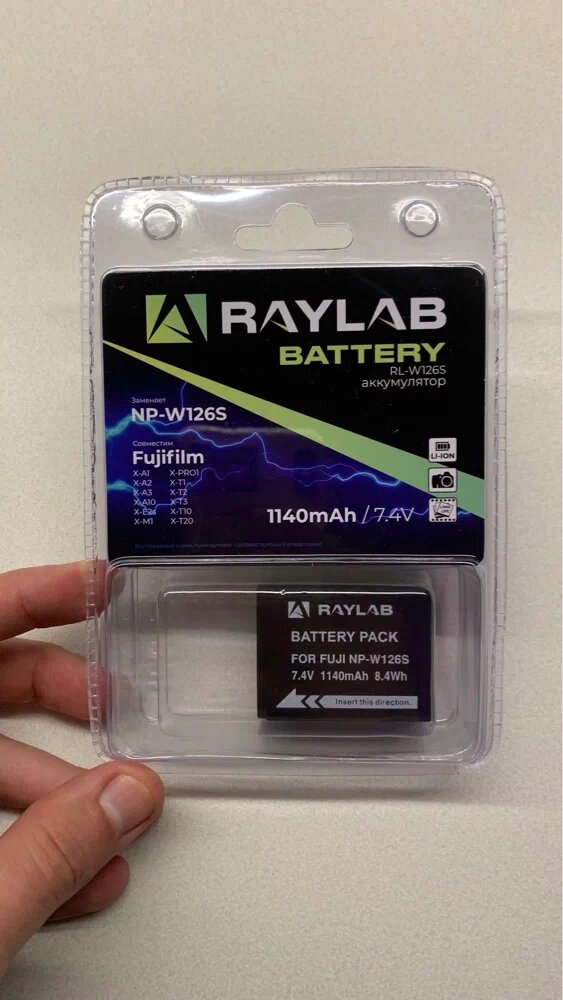 RAYLAB
BATTERY
RL-W126S
аккумулятор
Заменяет
NP-W126S
Совместим
Fujifilm
X-A1 X-PRO1
X-A2 X-T1
X-A3 X-T2
X-A10 X-T3
X-E2s X-T10
X-M1 X-T20
LI-ION
1140mAh / 7.4V
RAYLAB
BATTERY PACK
FOR FUJI NP-W126S
7.4V 1140mAh 8.4Wh
Insert this direction.